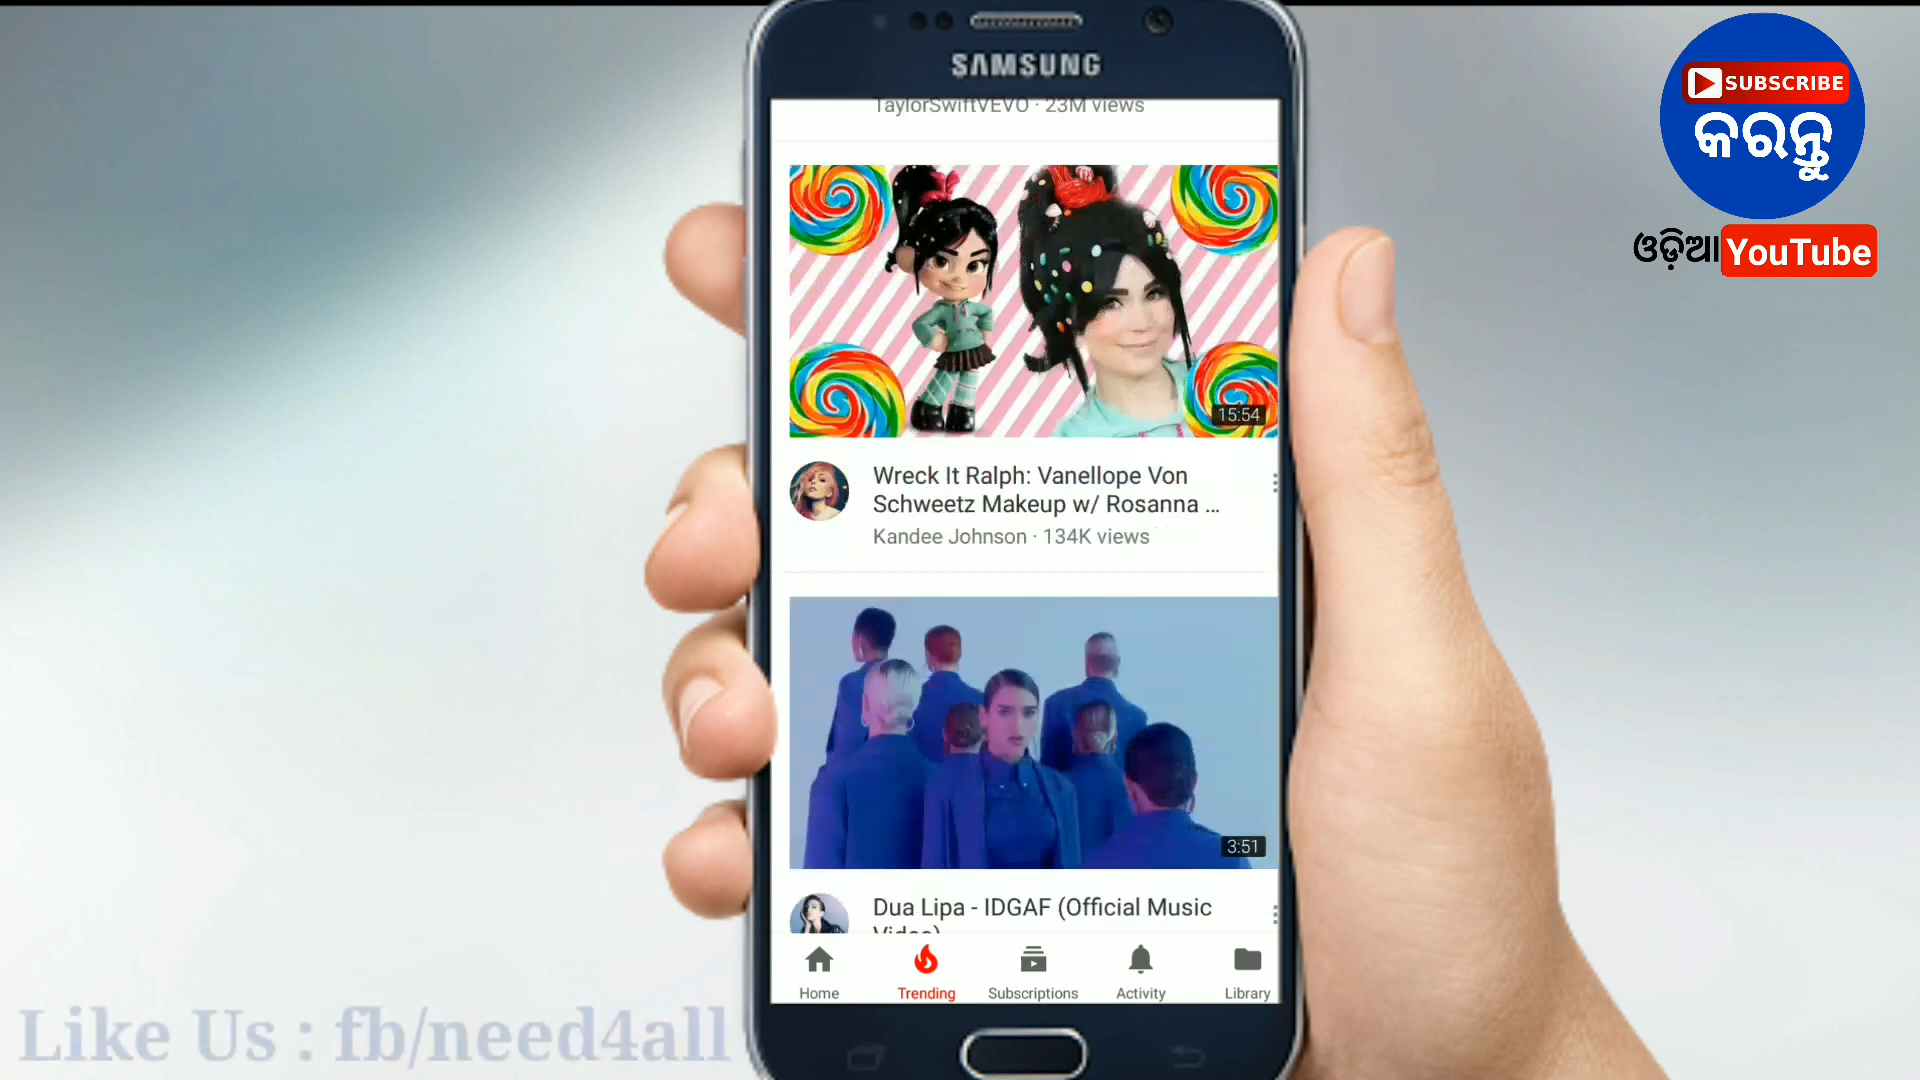 SAMSUNG
TaylorSwiftVEVO · 23M views
15:54
Wreck It Ralph: Vanellope Von
Schweetz Makeup w/ Rosanna ...
Kandee Johnson · 134K views
3:51
Dua Lipa - IDGAF (Official Music
Video)
Home
Trending
Subscriptions
Activity
Library
SUBSCRIBE
କରନ୍ତୁ
ଓଡ଼ିଆ YouTube
Like Us : fb/need4all